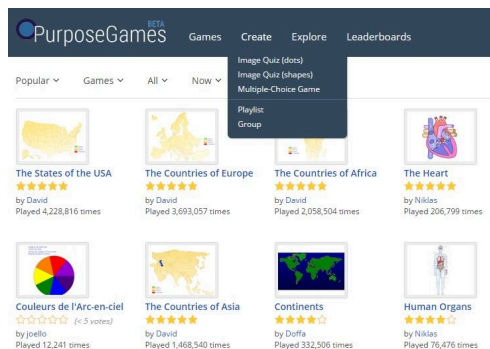 BETA
PurposeGames
Games Create Explore Leaderboards
Image Quiz (dots)
Image Quiz (shapes)
Multiple-Choice Game
Playlist
Group
Popular Games All Now
The States of the USA
by David
Played 4,228,816 times
The Countries of Europe
by David
Played 3,693,057 times
The Countries of Africa
by David
Played 2,058,504 times
The Heart
by Niklas
Played 206,799 times
Couleurs de l'Arc-en-ciel
(< 5 votes)
by joello
Played 12,241 times
The Countries of Asia
by David
Played 1,468,540 times
Continents
by Doffa
Played 332,506 times
Human Organs
by Niklas
Played 76,476 times